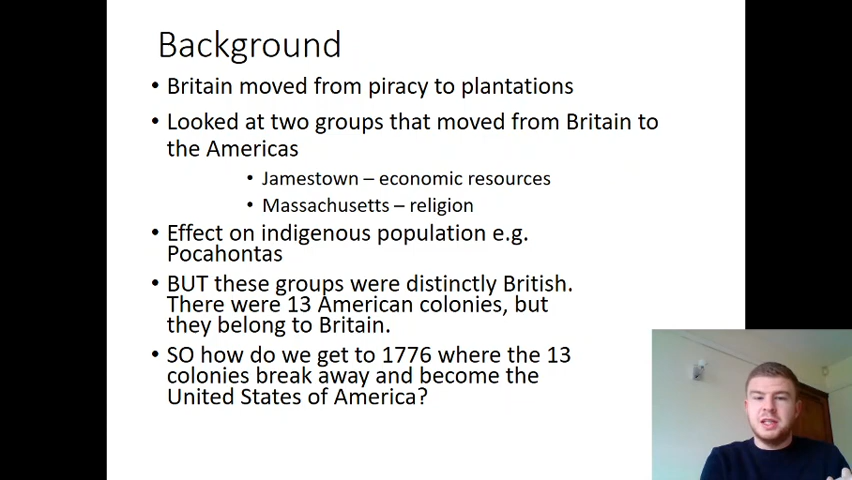 Background
• Britain moved from piracy to plantations
• Looked at two groups that moved from Britain to
the Americas
• Jamestown – economic resources
• Massachusetts – religion
• Effect on indigenous population e.g.
Pocahontas
• BUT these groups were distinctly British.
There were 13 American colonies, but
they belong to Britain.
• SO how do we get to 1776 where the 13
colonies break away and become the
United States of America?